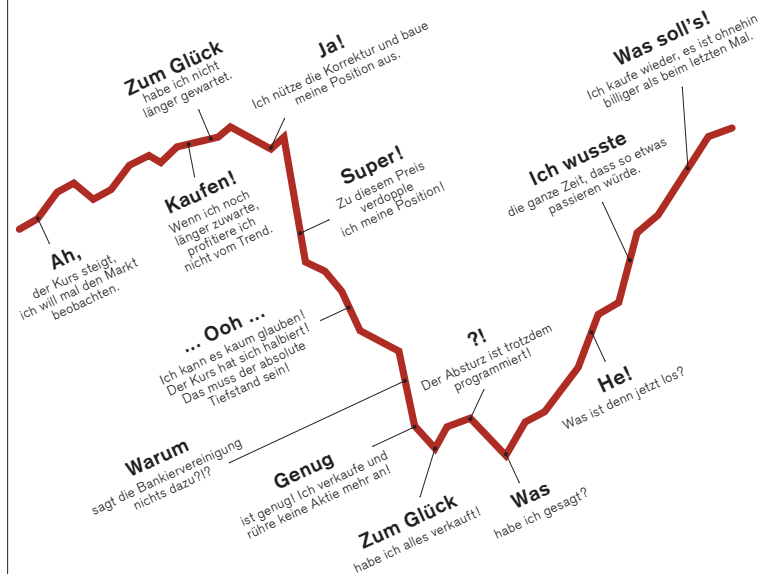 Ah,
der Kurs steigt,
ich will mal den Markt
beobachten.
Kaufen!
Wenn ich noch
länger zuwarte,
profitiere ich
nicht vom Trend.
Zum Glück
habe ich nicht
länger gewartet.
Ja!
Ich nütze die Korrektur und baue
meine Position aus.
Super!
Zu diesem Preis
verdopple
ich meine Position!
... Ooh ...
Ich kann es kaum glauben!
Der Kurs hat sich halbiert!
Das muss der absolute
Tiefstand sein!
Warum
sagt die Bankiervereinigung
nichts dazu?!?
Genug
ist genug! Ich verkaufe und
rühre keine Aktie mehr an!
Zum Glück
habe ich alles verkauft!
?!
Der Absturz ist trotzdem
programmiert!
Was
habe ich gesagt?
He!
Was ist denn jetzt los?
Ich wusste
die ganze Zeit, dass so etwas
passieren würde.
Was soll's!
Ich kaufe wieder, es ist ohnehin
billiger als beim letzten Mal.